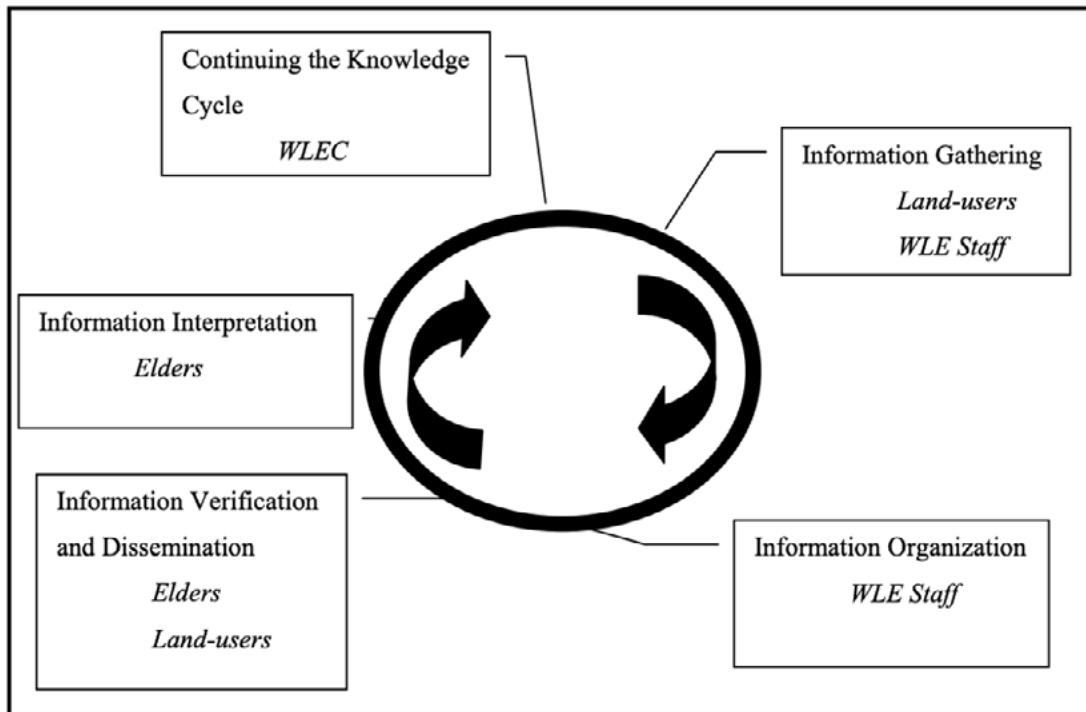 Continuing the Knowledge
Cycle
WLEC
Information Gathering
Land-users
WLE Staff
Information Interpretation
Elders
Information Verification
and Dissemination
Elders
Land-users
Information Organization
WLE Staff